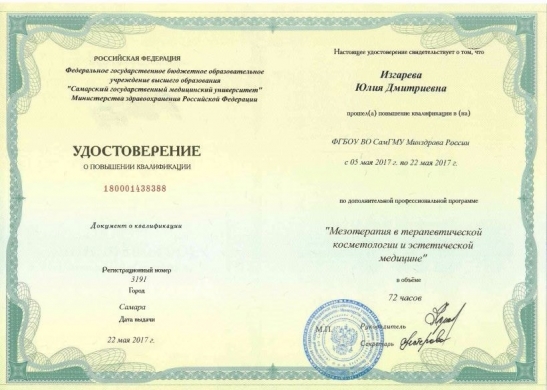 РОССИЙСКАЯ ФЕДЕРАЦИЯ
Федеральное государственное бюджетное образовательное
учреждение высшего образования
"Самарский государственный медицинский университет"
Министерства здравоохранения Российской Федерации
УДОСТОВЕРЕНИЕ
О ПОВЫШЕНИИ КВАЛИФИКАЦИИ
180001438388
Документ о квалификации
Регистрационный номер
3191
Город
Самара
Дата выдачи
22 мая 2017 г.
Настоящее удостоверение свидетельствует о том, что
Изгарева
Юлия Дмитриевна
прошел(а) повышение квалификации в (на)
ФГБОУ ВО СамГМУ Минздрава России
с 05 мая 2017 г. по 22 мая 2017 г.
по дополнительной профессиональной программе
"Мезотерапия в терапевтической
косметологии и эстетической
медицине"
в объёме
72 часов
М.П.
Руководитель
Секретарь